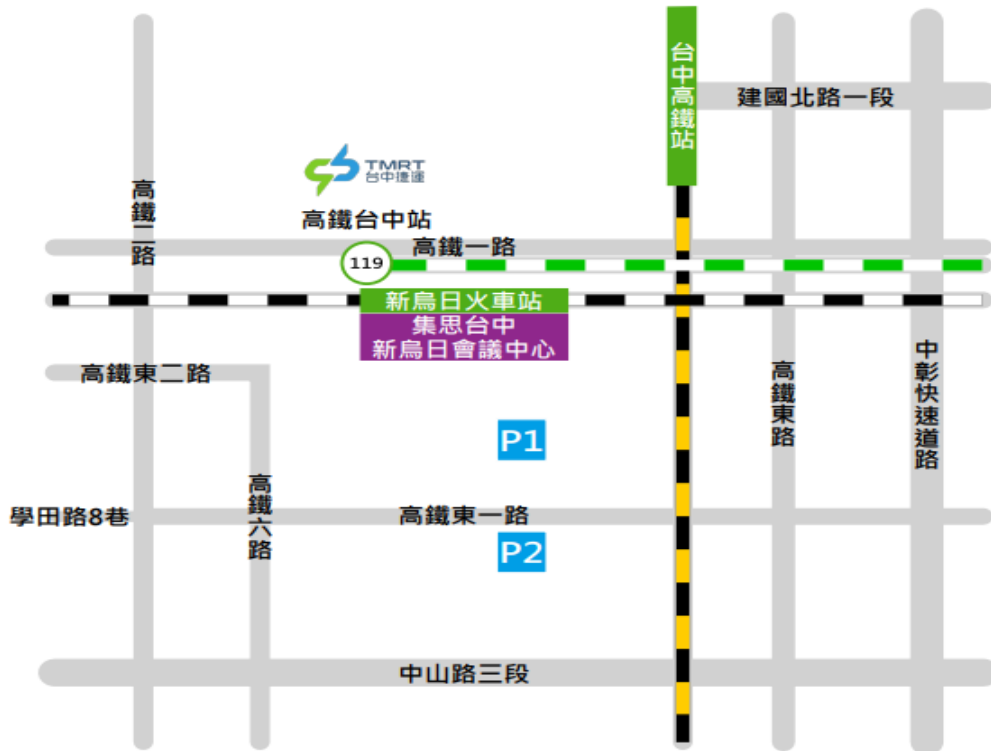 台中高鐵站
建國北路一段
TMRT
台中捷運
高鐵二路
高鐵台中站
高鐵一路
119
新烏日火車站
集思台中
新烏日會議中心
高鐵東二路
高鐵東路
中彰快速道路
P1
高鐵六路
學田路8巷
高鐵東一路
P2
中山路三段